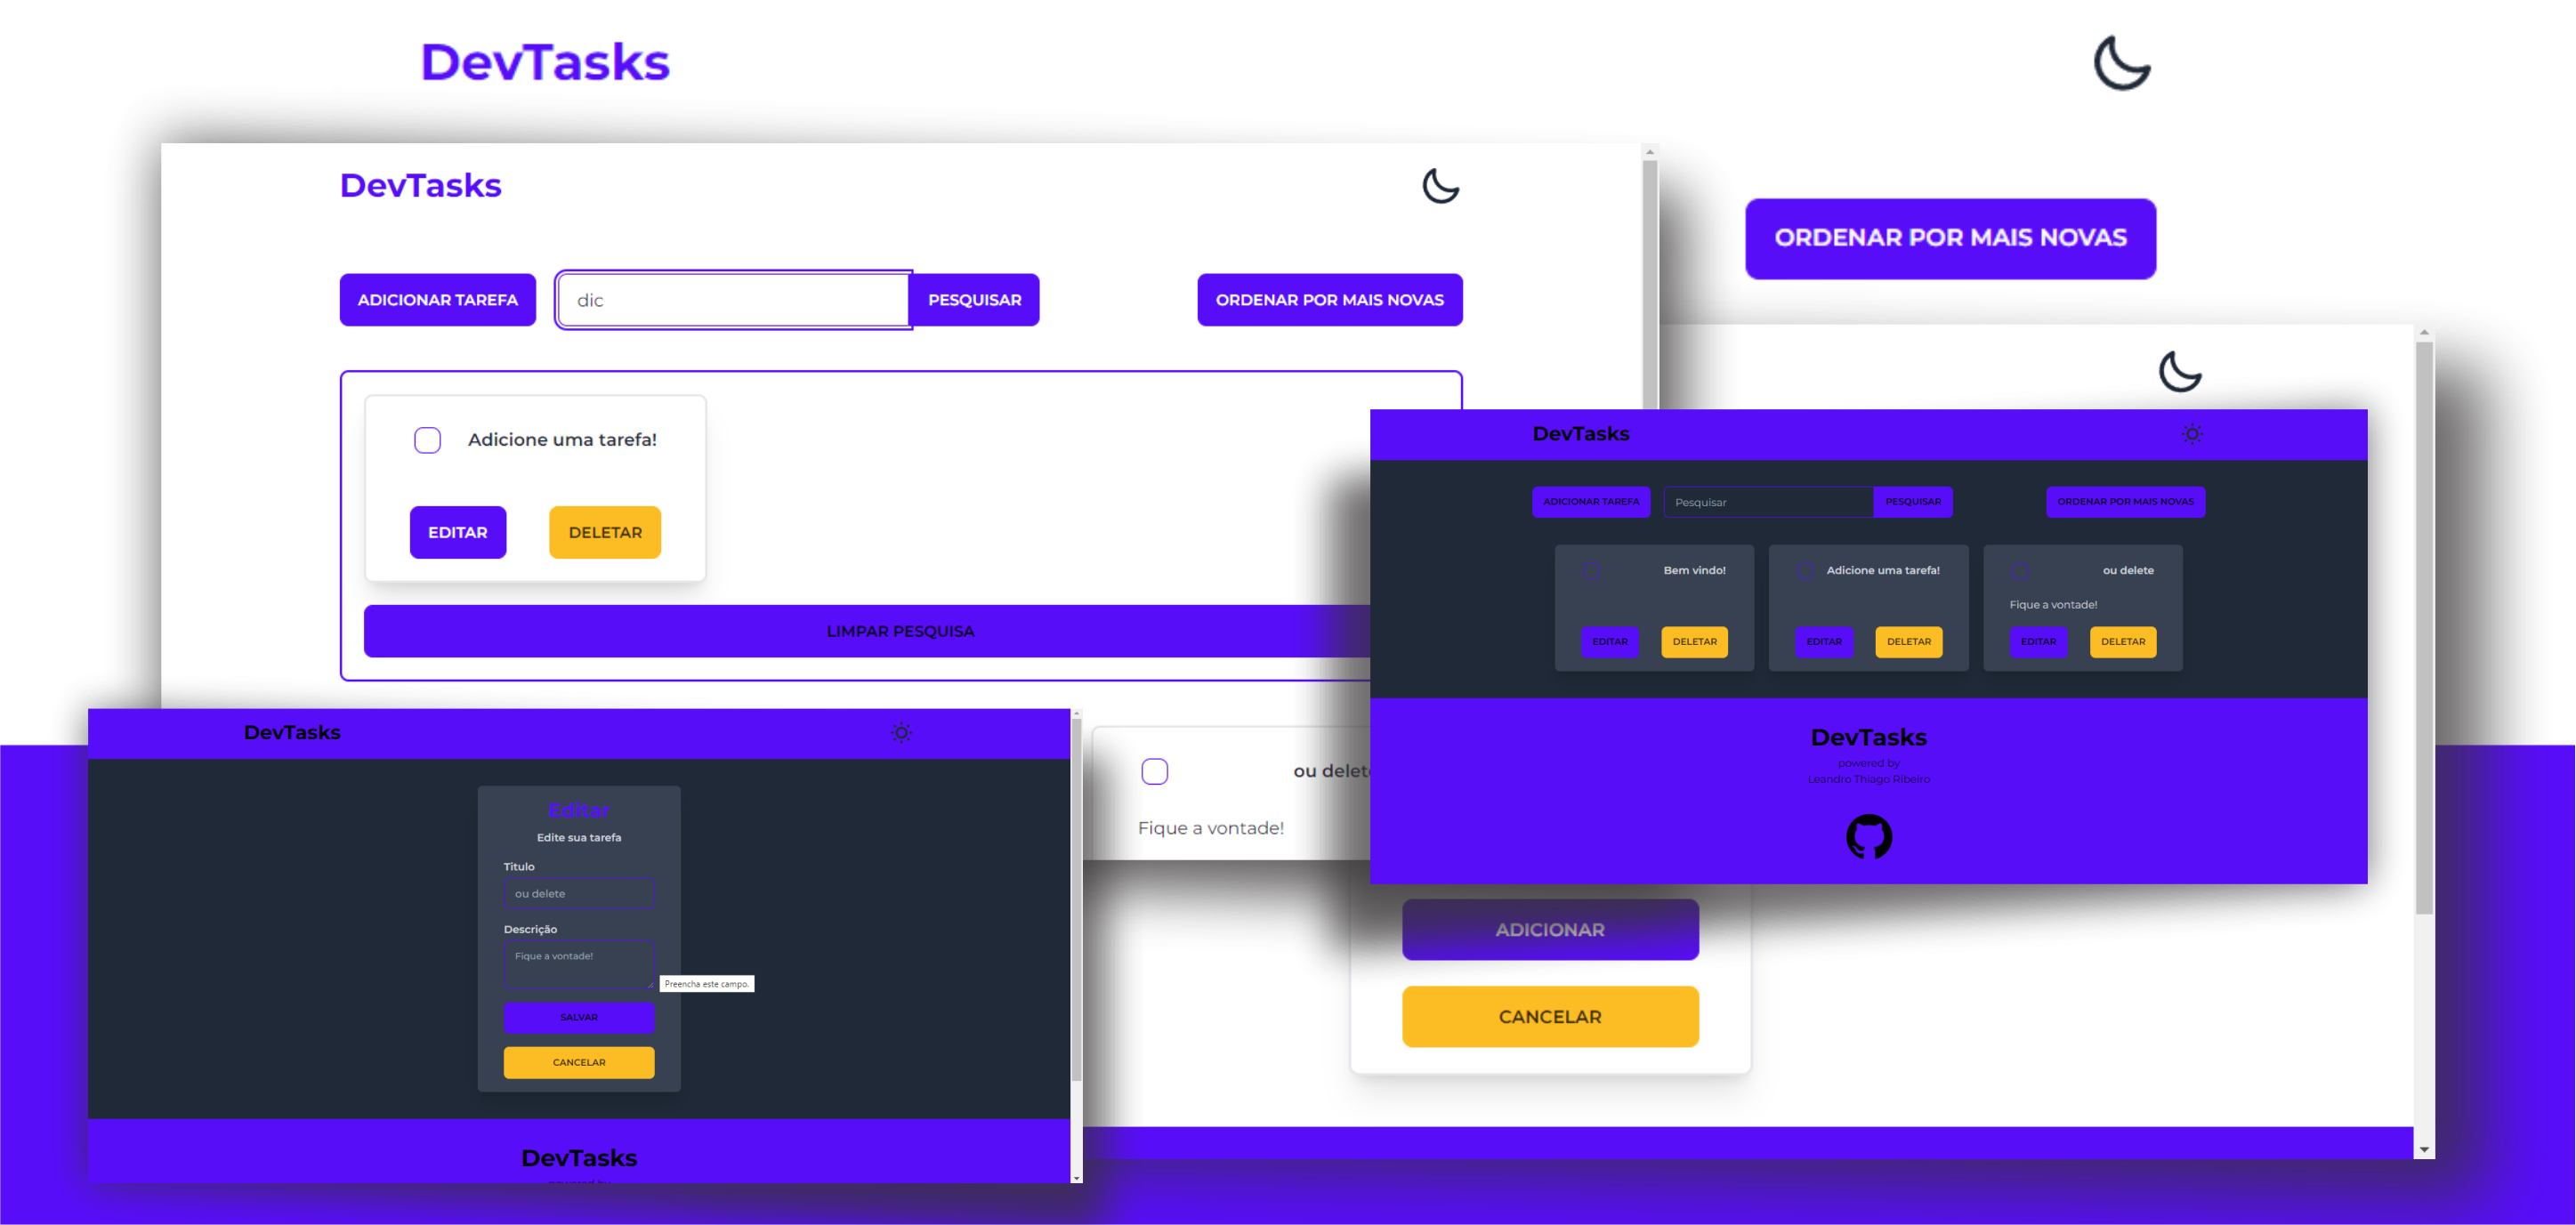 DevTasks
ORDENAR POR MAIS NOVAS
DevTasks
ADICIONAR TAREFA
dic
PESQUISAR
ORDENAR POR MAIS NOVAS
Adicione uma tarefa!
EDITAR
DELETAR
LIMPAR PESQUISA
ou delet
Fique a vontade!
DevTasks
ADICIONAR TAREFA
Pesquisar
PESQUISAR
ORDENAR POR MAIS NOVAS
Bem vindo!
EDITAR
DELETAR
Adicione uma tarefa!
EDITAR
DELETAR
ou delete
Fique a vontade!
EDITAR
DELETAR
DevTasks
powered by
Leandro Thiago Ribeiro
ADICIONAR
CANCELAR
DevTasks
Editar
Edite sua tarefa
Titulo
ou delete
Descrição
Fique a vontade!
Preencha este campo.
SALVAR
CANCELAR
DevTasks